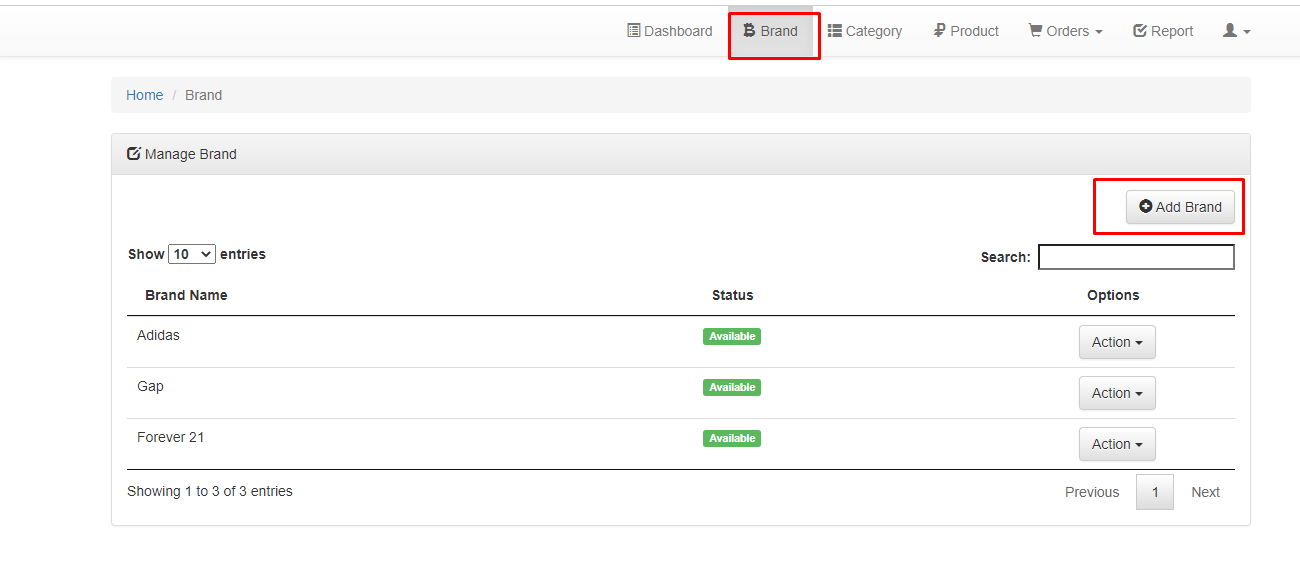 Dashboard Brand Category Product Orders Report
Home / Brand
Manage Brand
Add Brand
Show 10 entries Search:
Brand Name Status Options
Adidas Available Action
Gap Available Action
Forever 21 Available Action
Showing 1 to 3 of 3 entries Previous 1 Next